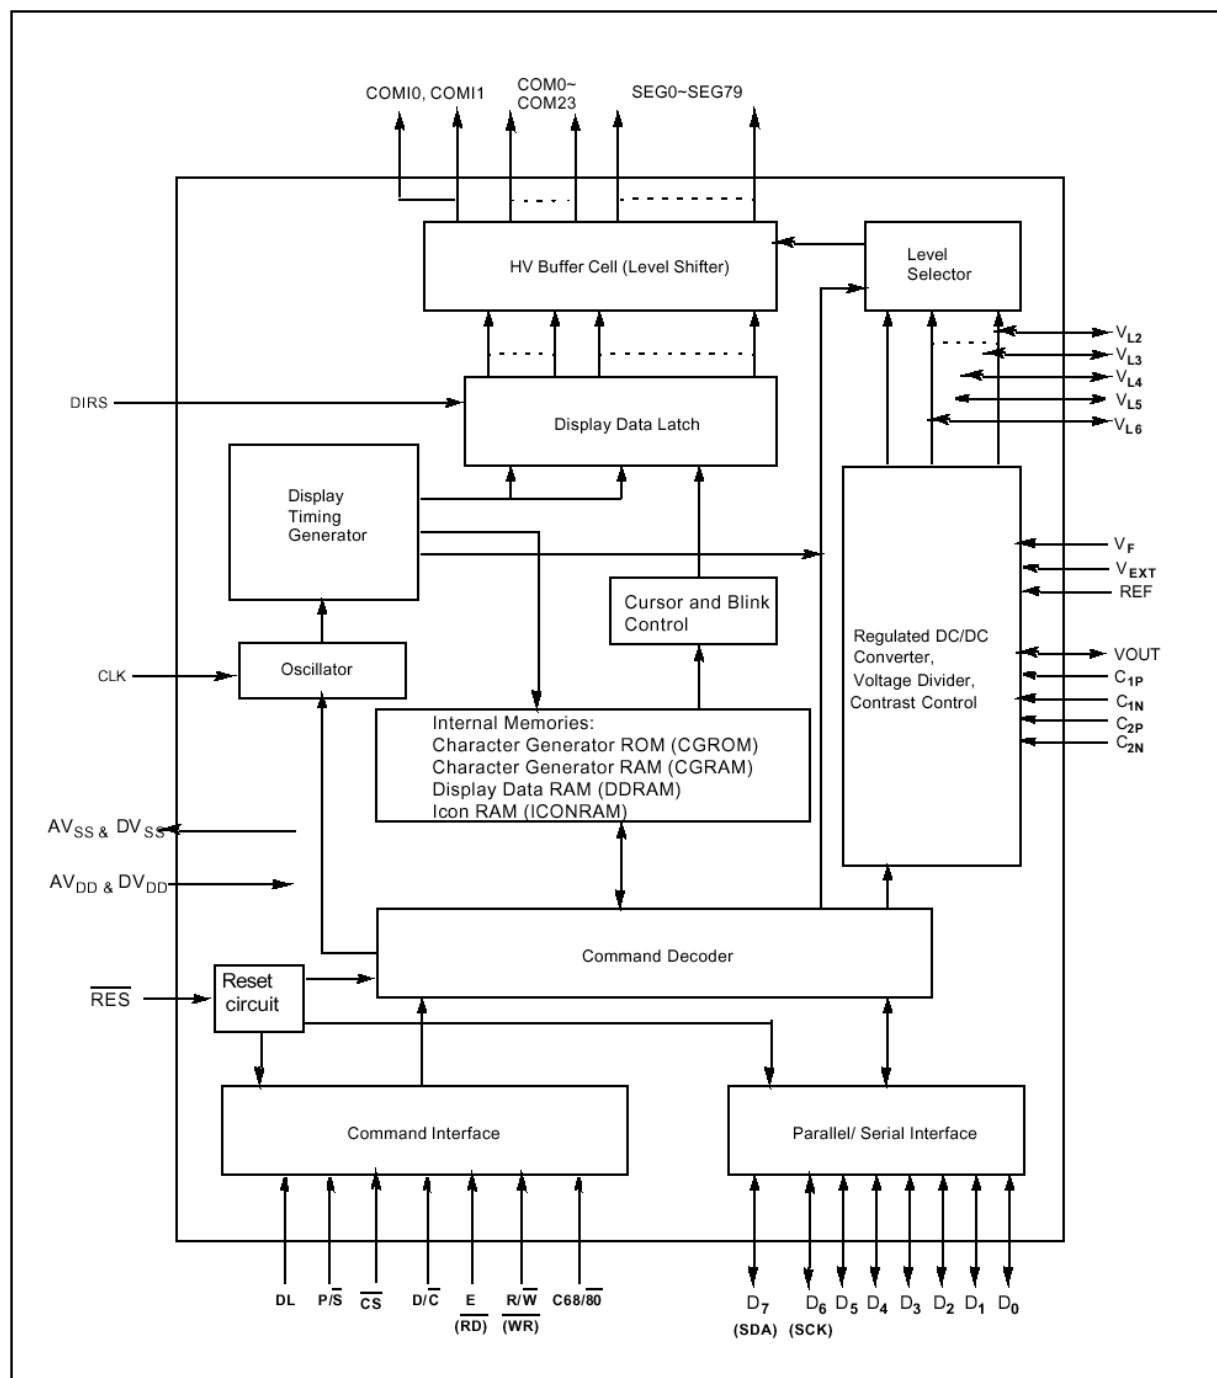 COMI0, COMI1
COM0~
COM23
SEG0~SEG79
HV Buffer Cell (Level Shifter)
Level
Selector
VL2
VL3
VL4
VL5
VL6
DIRS
Display Data Latch
Display
Timing
Generator
VF
VEXT
REF
Cursor and Blink
Control
Regulated DC/DC
Converter,
Voltage Divider,
Contrast Control
VOUT
C1P
C1N
C2P
C2N
CLK
Oscillator
Internal Memories:
Character Generator ROM (CGROM)
Character Generator RAM (CGRAM)
Display Data RAM (DDRAM)
Icon RAM (ICONRAM)
AVSS & DVSS
AVDD & DVDD
Command Decoder
RES
Reset
circuit
Command Interface
Parallel/ Serial Interface
DL P/S CS D/C E R/W C68/80
(RD) (WR)
D7 D6 D5 D4 D3 D2 D1 D0
(SDA) (SCK)